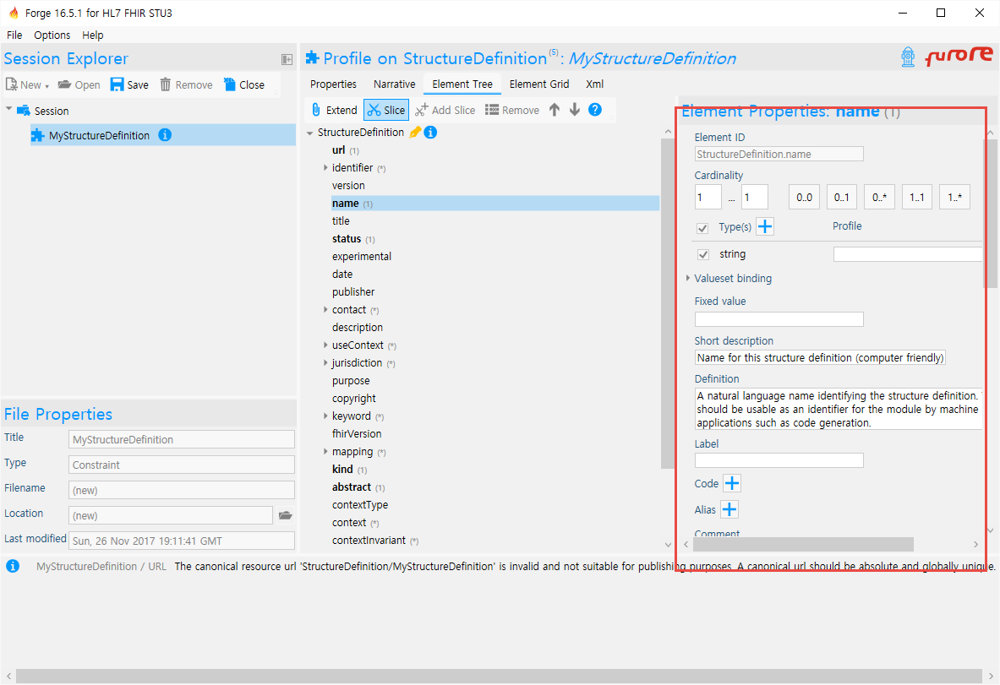 Forge 16.5.1 for HL7 FHIR STU3
File Options Help
Session Explorer
New Open Save Remove Close
Session
MyStructureDefinition
File Properties
Title MyStructureDefinition
Type Constraint
Filename (new)
Location (new)
Last modified Sun, 26 Nov 2017 19:11:41 GMT
Profile on StructureDefinition(5): MyStructureDefinition
furore
Properties Narrative Element Tree Element Grid Xml
Extend Slice Add Slice Remove
StructureDefinition
url (1)
identifier (*)
version
name (1)
title
status (1)
experimental
date
publisher
contact (*)
description
useContext (*)
jurisdiction (*)
purpose
copyright
keyword (*)
fhirVersion
mapping (*)
kind (1)
abstract (1)
contextType
context (*)
contextInvariant (*)
Element Properties: name (1)
Element ID
StructureDefinition.name
Cardinality
1 ... 1 0..0 0..1 0..* 1..1 1..*
Type(s) Profile
string
Valueset binding
Fixed value
Short description
Name for this structure definition (computer friendly)
Definition
A natural language name identifying the structure definition.
should be usable as an identifier for the module by machine
applications such as code generation.
Label
Code
Alias
Comment
MyStructureDefinition / URL The canonical resource url 'StructureDefinition/MyStructureDefinition' is invalid and not suitable for publishing purposes. A canonical url should be absolute and globally unique.